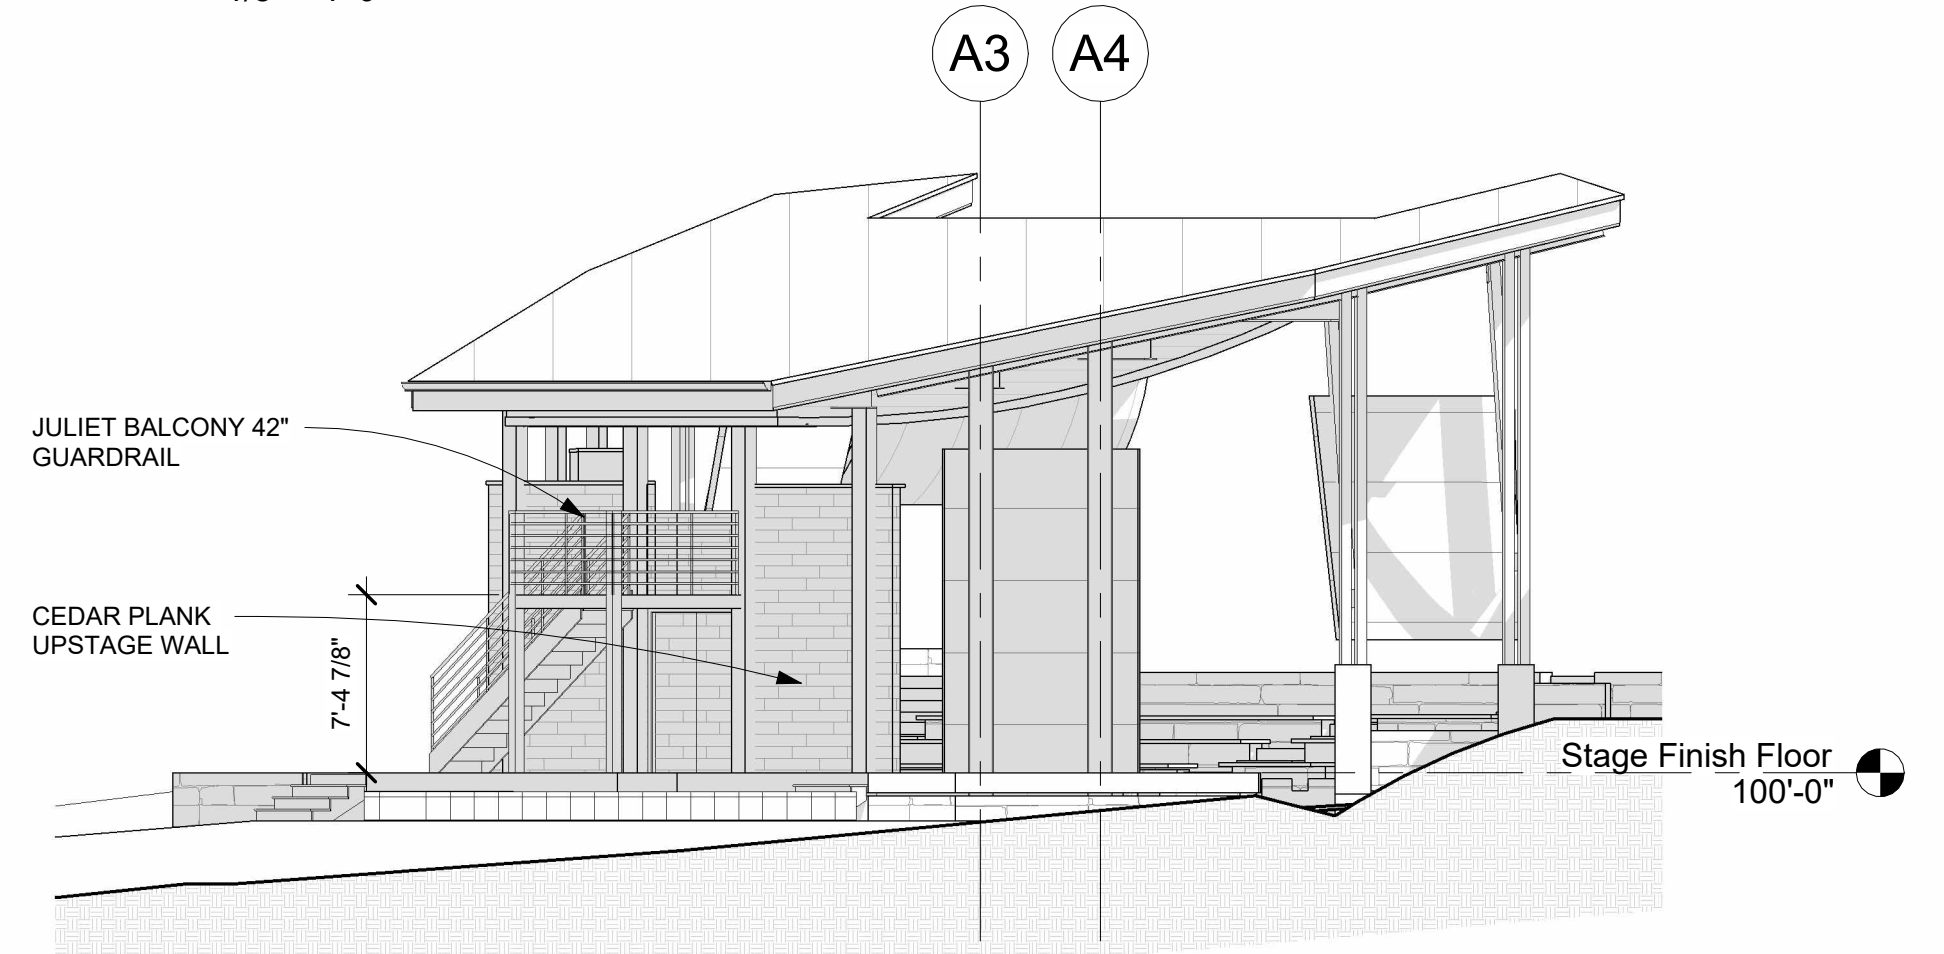 A3
A4
JULIET BALCONY 42"
GUARDRAIL
CEDAR PLANK
UPSTAGE WALL
7'-4 7/8"
Stage Finish Floor
100'-0"